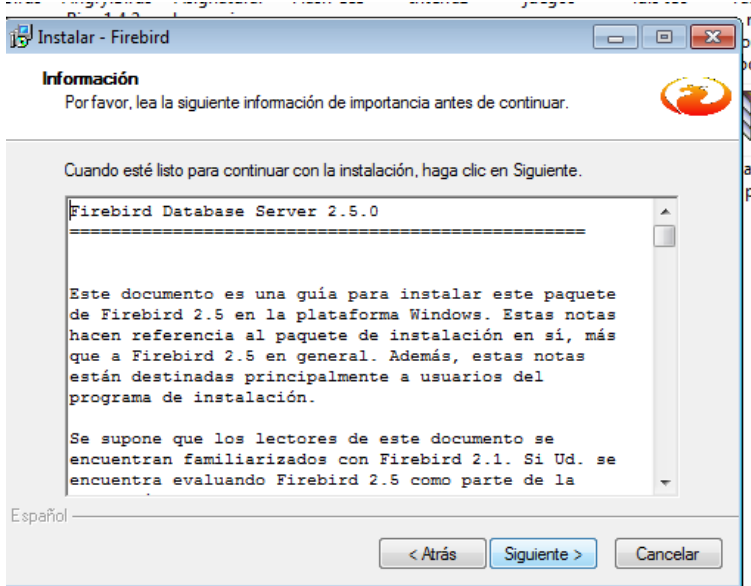 Instalar - Firebird
Información
Por favor, lea la siguiente información de importancia antes de continuar.
Cuando esté listo para continuar con la instalación, haga clic en Siguiente.
Firebird Database Server 2.5.0
==================================================
Este documento es una guía para instalar este paquete
de Firebird 2.5 en la plataforma Windows. Estas notas
hacen referencia al paquete de instalación en sí, más
que a Firebird 2.5 en general. Además, estas notas
están destinadas principalmente a usuarios del
programa de instalación.
Se supone que los lectores de este documento se
encuentran familiarizados con Firebird 2.1. Si Ud. se
encuentra evaluando Firebird 2.5 como parte de la
Español
< Atrás
Siguiente >
Cancelar